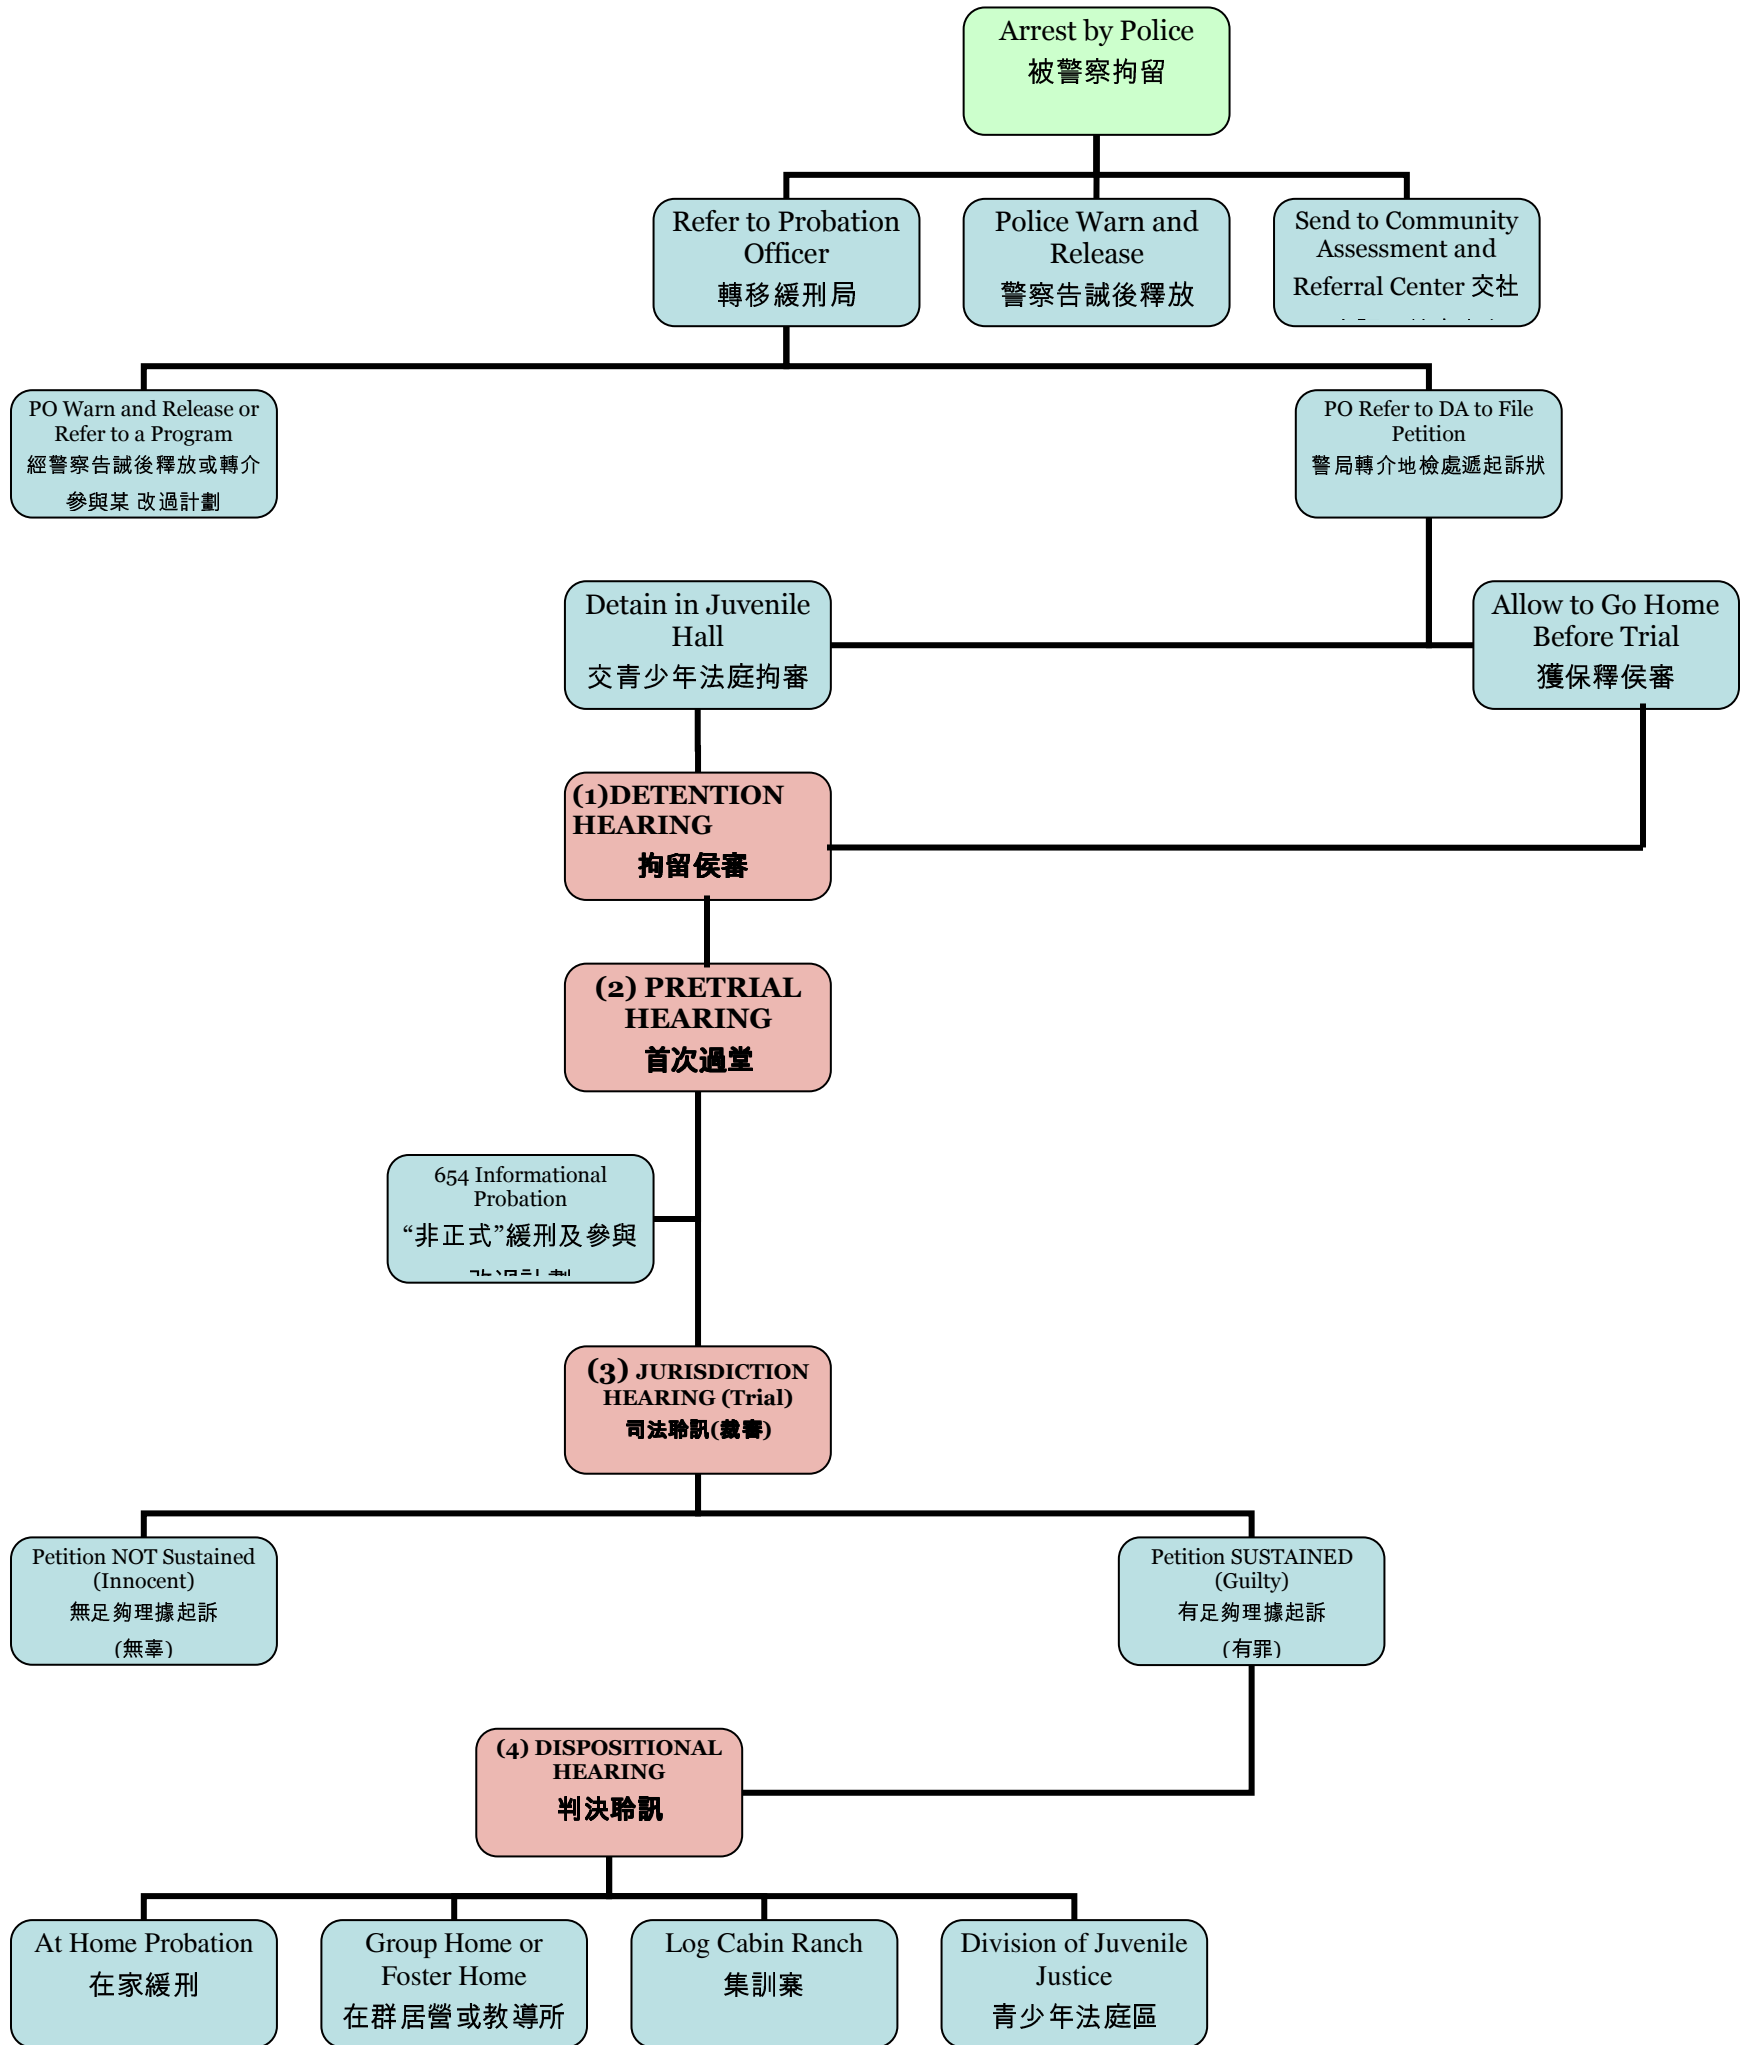 Arrest by Police
被警察拘留
Refer to Probation
Officer
轉移緩刑局
Police Warn and
Release
警察告誡後釋放
Send to Community
Assessment and
Referral Center 交社
PO Warn and Release or
Refer to a Program
經警察告誡後釋放或轉介
參與某 改過計劃
PO Refer to DA to File
Petition
警局轉介地檢處遞起訴狀
Detain in Juvenile
Hall
交青少年法庭拘審
Allow to Go Home
Before Trial
獲保釋侯審
(1)DETENTION
HEARING
拘留侯審
(2) PRETRIAL
HEARING
首次過堂
654 Informational
Probation
“非正式”緩刑及參與
(3) JURISDICTION
HEARING (Trial)
司法聆訊(裁審)
Petition NOT Sustained
(Innocent)
無足夠理據起訴
(無辜)
Petition SUSTAINED
(Guilty)
有足夠理據起訴
(有罪)
(4) DISPOSITIONAL
HEARING
判決聆訊
At Home Probation
在家緩刑
Group Home or
Foster Home
在群居營或教導所
Log Cabin Ranch
集訓寨
Division of Juvenile
Justice
青少年法庭區